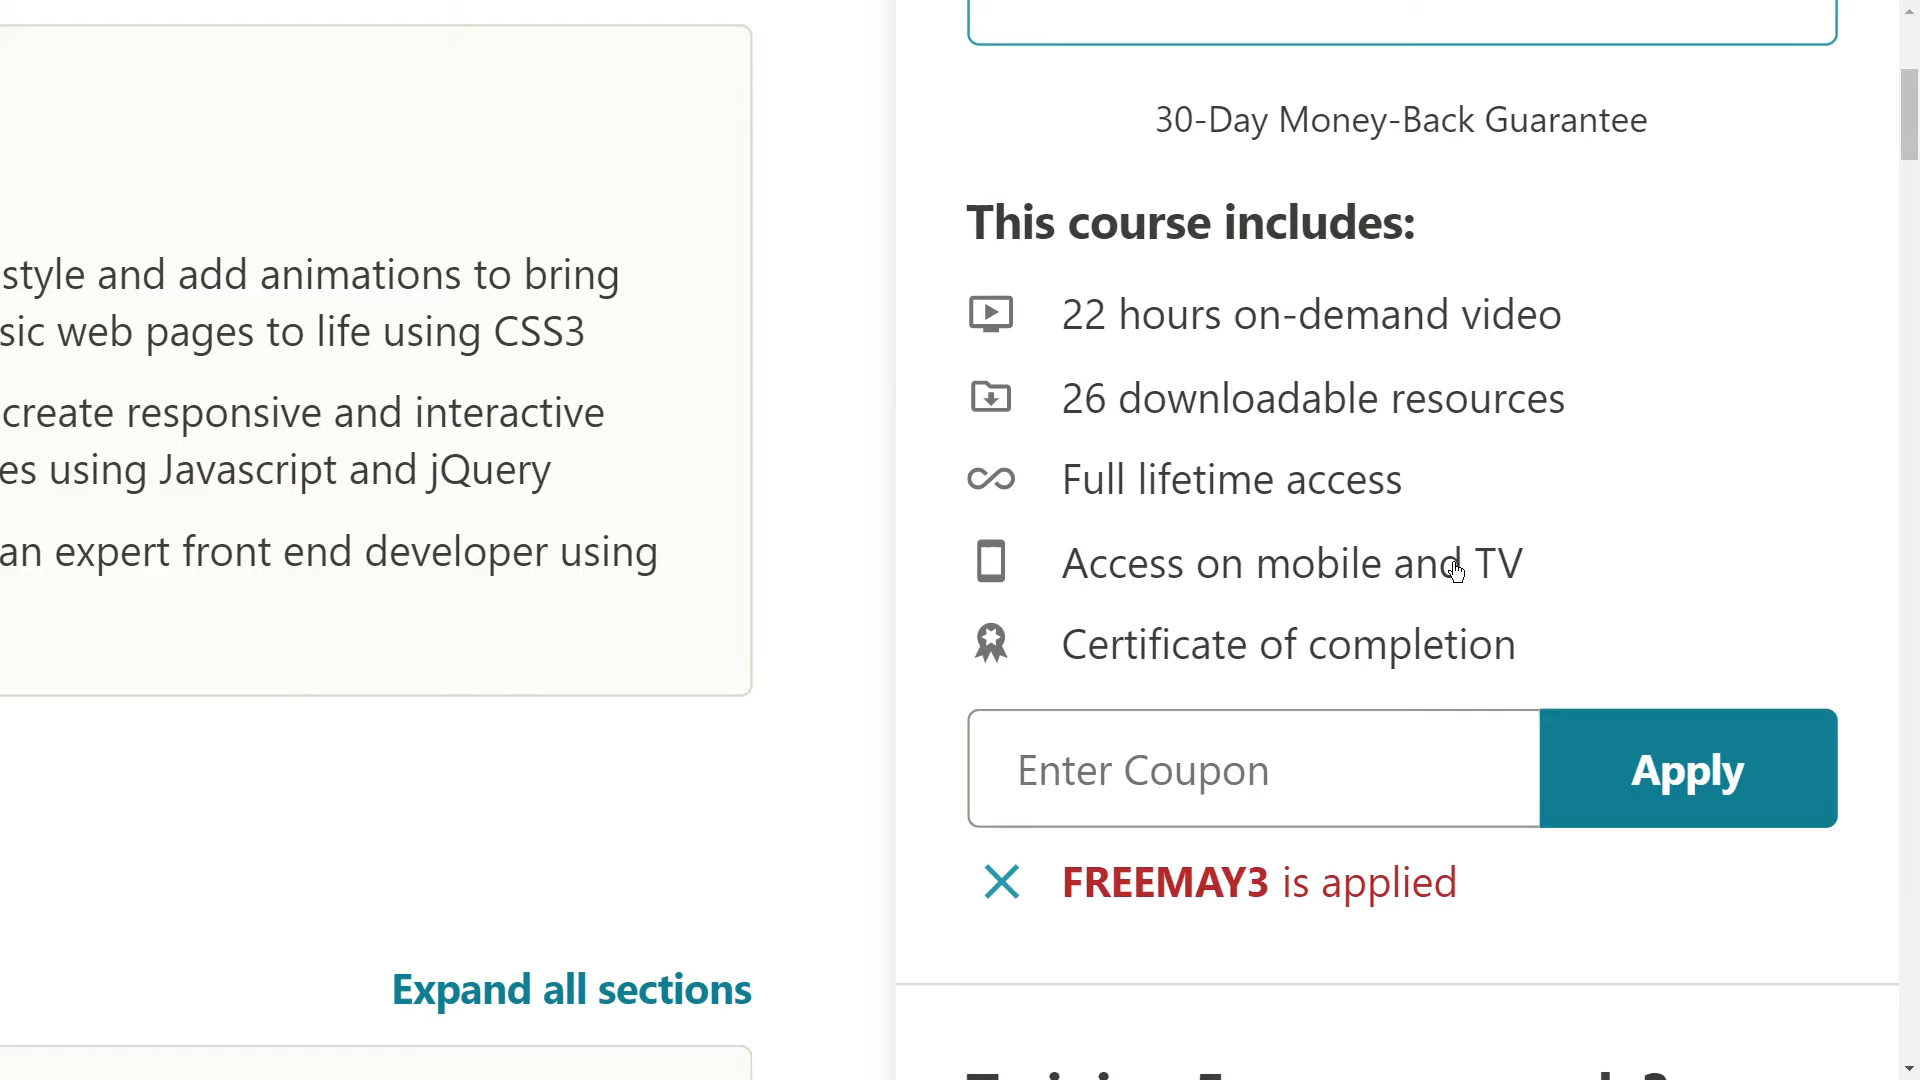 style and add animations to bring
sic web pages to life using CSS3
create responsive and interactive
es using Javascript and jQuery
an expert front end developer using
Expand all sections
30-Day Money-Back Guarantee
This course includes:
22 hours on-demand video
26 downloadable resources
Full lifetime access
Access on mobile and TV
Certificate of completion
Enter Coupon
Apply
FREEMAY3 is applied